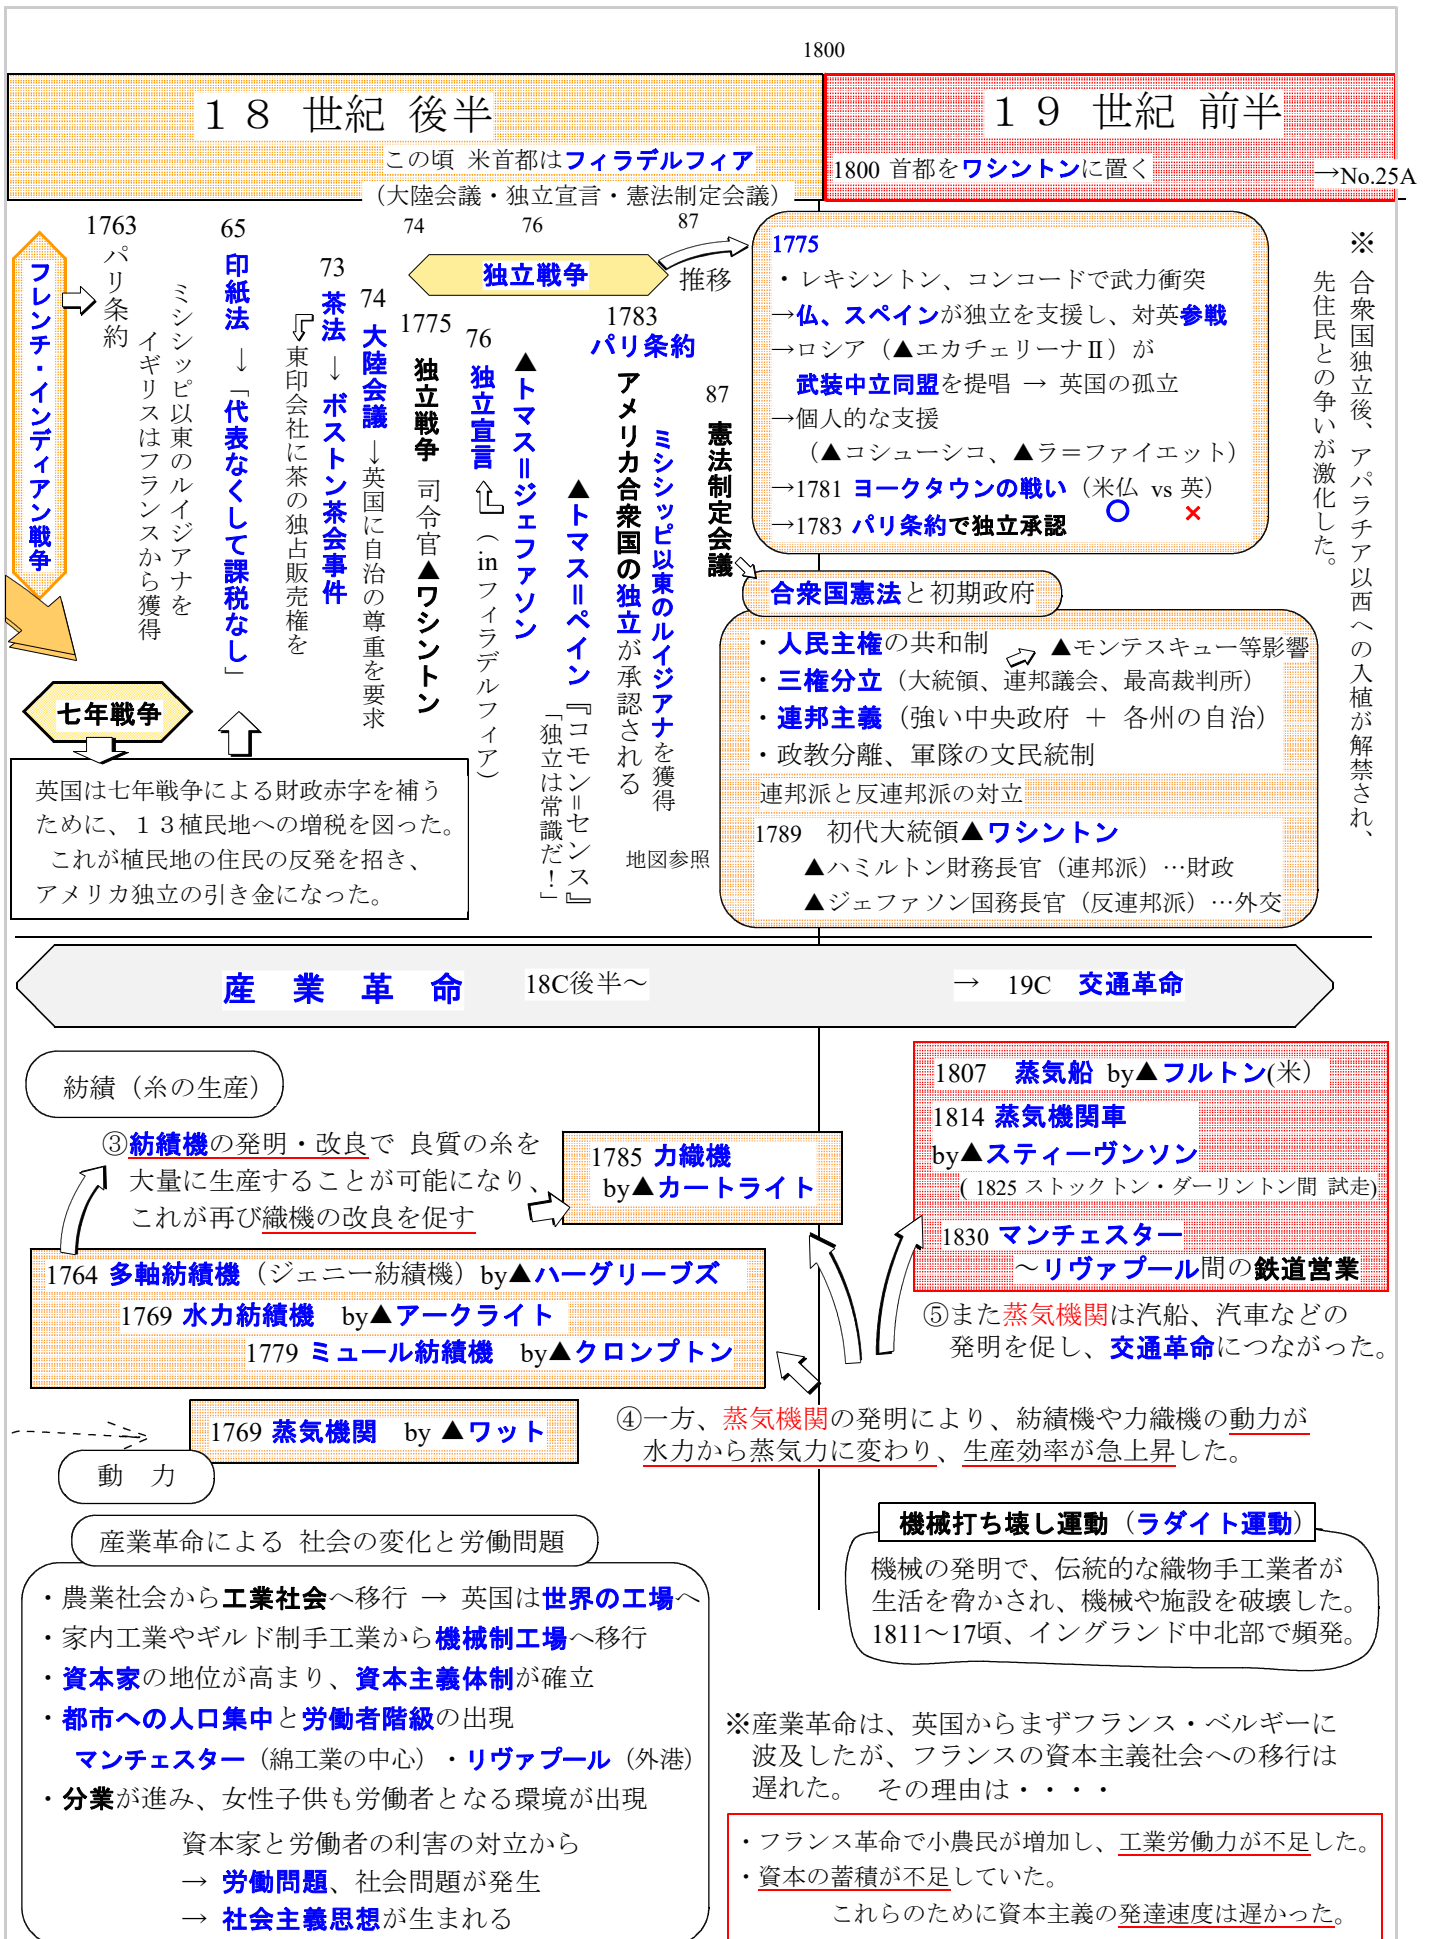 1800
１８ 世紀 後半
この頃 米首都はフィラデルフィア
（大陸会議・独立宣言・憲法制定会議）
１９ 世紀 前半
1800 首都をワシントンに置く
→No.25A
フレンチ・インディアン戦争
1763
パリ条約
イギリスはフランスから獲得
ミシシッピ以東のルイジアナを
65
印紙法 ↓「代表なくして課税なし」
73
茶法 ↓ ボストン茶会事件
東印会社に茶の独占販売権を
74
大陸会議 ↓英国に自治の尊重を要求
74
76
87
独立戦争
推移
1775
独立戦争 司令官▲ワシントン
76
独立宣言
（inフィラデルフィア）
▲トマス＝ジェファソン
▲トマス＝ペイン『コモン＝センス』
「独立は常識だ！」
1783
パリ条約
アメリカ合衆国の独立が承認される
ミシシッピ以東のルイジアナを獲得
地図参照
87
憲法制定会議
七年戦争
英国は七年戦争による財政赤字を補う
ために、１３植民地への増税を図った。
これが植民地の住民の反発を招き、
アメリカ独立の引き金になった。
1775
・レキシントン、コンコードで武力衝突
→仏、スペインが独立を支援し、対英参戦
→ロシア（▲エカチェリーナⅡ）が
武装中立同盟を提唱 → 英国の孤立
→個人的な支援
（▲コシューシコ、▲ラ＝ファイエット）
→1781 ヨークタウンの戦い（米仏 vs 英）
→1783 パリ条約で独立承認
※ 合衆国独立後、アパラチア以西への入植が解禁され、
先住民との争いが激化した。
合衆国憲法と初期政府
・人民主権の共和制
▲モンテスキュー等影響
・三権分立（大統領、連邦議会、最高裁判所）
・連邦主義（強い中央政府 ＋ 各州の自治）
・政教分離、軍隊の文民統制
連邦派と反連邦派の対立
1789 初代大統領▲ワシントン
▲ハミルトン財務長官（連邦派）…財政
▲ジェファソン国務長官（反連邦派）…外交
産 業 革 命 18C後半～ → 19C 交通革命
紡績（糸の生産）
③紡績機の発明・改良で 良質の糸を
大量に生産することが可能になり、
これが再び織機の改良を促す
1785 力織機
by▲カートライト
1764 多軸紡績機（ジェニー紡績機）by▲ハーグリーブズ
1769 水力紡績機 by▲アークライト
1779 ミュール紡績機 by▲クロンプトン
1769 蒸気機関 by ▲ワット
動 力
1807 蒸気船 by▲フルトン(米）
1814 蒸気機関車
by▲スティーヴンソン
( 1825 ストックトン・ダーリントン間 試走)
1830 マンチェスター
～リヴァプール間の鉄道営業
⑤また蒸気機関は汽船、汽車などの
発明を促し、交通革命につながった。
④一方、蒸気機関の発明により、紡績機や力織機の動力が
水力から蒸気力に変わり、生産効率が急上昇した。
産業革命による 社会の変化と労働問題
・農業社会から工業社会へ移行 → 英国は世界の工場へ
・家内工業やギルド制手工業から機械制工場へ移行
・資本家の地位が高まり、資本主義体制が確立
・都市への人口集中と労働者階級の出現
マンチェスター（綿工業の中心）・リヴァプール（外港）
・分業が進み、女性子供も労働者となる環境が出現
資本家と労働者の利害の対立から
→ 労働問題、社会問題が発生
→ 社会主義思想が生まれる
機械打ち壊し運動（ラダイト運動）
機械の発明で、伝統的な織物手工業者が
生活を脅かされ、機械や施設を破壊した。
1811～17頃、イングランド中北部で頻発。
※産業革命は、英国からまずフランス・ベルギーに
波及したが、フランスの資本主義社会への移行は
遅れた。 その理由は・・・・
・フランス革命で小農民が増加し、工業労働力が不足した。
・資本の蓄積が不足していた。
これらのために資本主義の発達速度は遅かった。